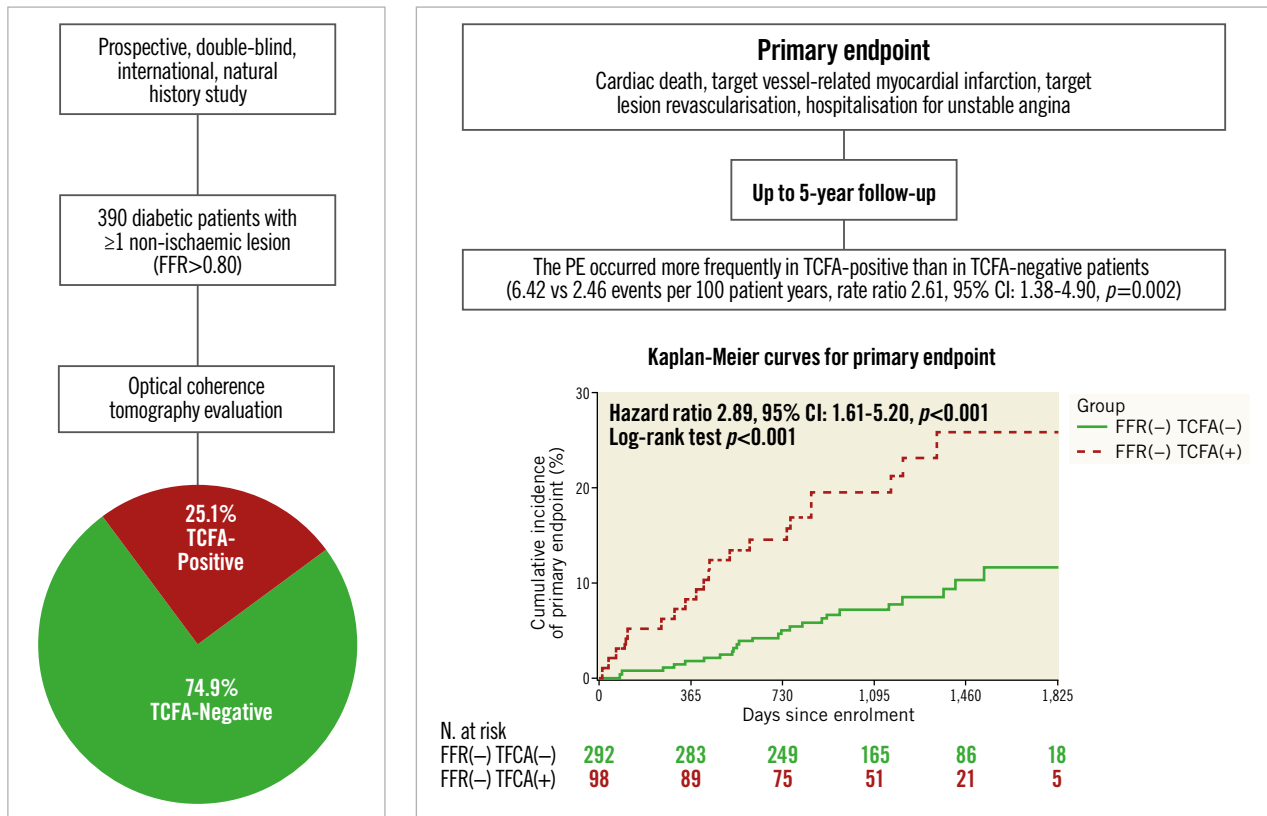 Prospective, double-blind,
international, natural
history study
390 diabetic patients with
≥1 non-ischaemic lesion
(FFR>0.80)
Optical coherence
tomography evaluation
25.1%
TCFA-
Positive
74.9%
TCFA-Negative
Primary endpoint
Cardiac death, target vessel-related myocardial infarction, target
lesion revascularisation, hospitalisation for unstable angina
Up to 5-year follow-up
The PE occurred more frequently in TCFA-positive than in TCFA-negative patients
(6.42 vs 2.46 events per 100 patient years, rate ratio 2.61, 95% CI: 1.38-4.90, p=0.002)
Kaplan-Meier curves for primary endpoint
Hazard ratio 2.89, 95% CI: 1.61-5.20, p<0.001
Log-rank test p<0.001
Cumulative incidence
of primary endpoint (%)
30
20
10
0
0 365 730 1,095 1,460 1,825
Days since enrolment
Group
FFR(–) TCFA(–)
FFR(–) TCFA(+)
N. at risk
FFR(–) TFCA(–) 292 283 249 165 86 18
FFR(–) TFCA(+) 98 89 75 51 21 5